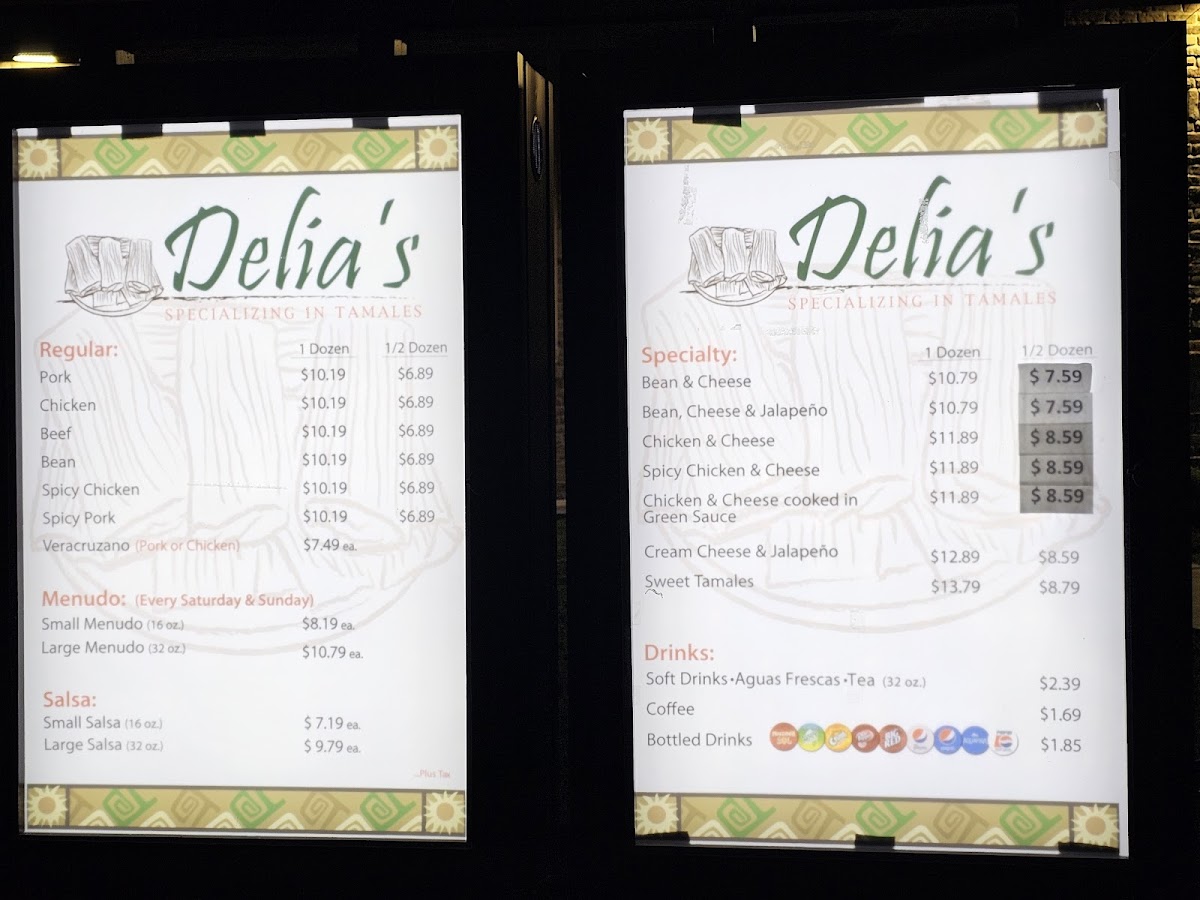 Delia's
SPECIALIZING IN TAMALES
Regular: 1 Dozen 1/2 Dozen
Pork $10.19 $6.89
Chicken $10.19 $6.89
Beef $10.19 $6.89
Bean $10.19 $6.89
Spicy Chicken $10.19 $6.89
Spicy Pork $10.19 $6.89
Veracruzano (Pork or Chicken) $7.49 ea.
Menudo: (Every Saturday & Sunday)
Small Menudo (16 oz.) $8.19 ea.
Large Menudo (32 oz.) $10.79 ea.
Salsa:
Small Salsa (16 oz.) $7.19 ea.
Large Salsa (32 oz.) $9.79 ea.
...Plus Tax
Delia's
SPECIALIZING IN TAMALES
Specialty: 1 Dozen 1/2 Dozen
Bean & Cheese $10.79 $7.59
Bean, Cheese & Jalapeño $10.79 $7.59
Chicken & Cheese $11.89 $8.59
Spicy Chicken & Cheese $11.89 $8.59
Chicken & Cheese cooked in $11.89 $8.59
Green Sauce
Cream Cheese & Jalapeño $12.89 $8.59
Sweet Tamales $13.79 $8.79
Drinks:
Soft Drinks•Aguas Frescas•Tea (32 oz.) $2.39
Coffee $1.69
Bottled Drinks BIG RED $1.85